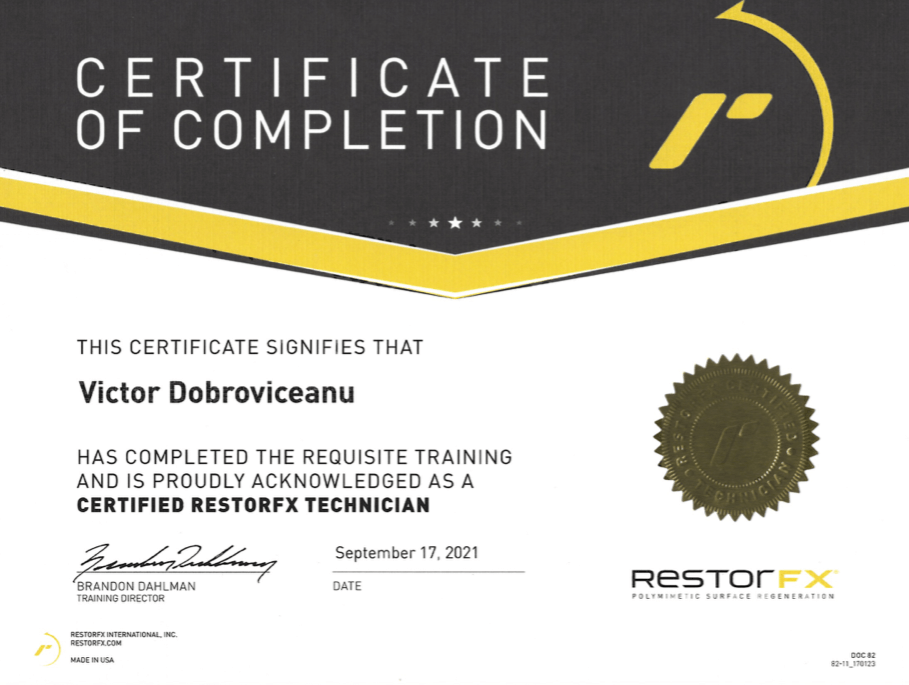 CERTIFICATE
OF COMPLETION
THIS CERTIFICATE SIGNIFIES THAT
Victor Dobroviceanu
HAS COMPLETED THE REQUISITE TRAINING
AND IS PROUDLY ACKNOWLEDGED AS A
CERTIFIED RESTORFX TECHNICIAN
RESTORFX CERTIFIED
TECHNICIAN
September 17, 2021
BRANDON DAHLMAN
TRAINING DIRECTOR
DATE
RESTORFX
POLYMIMETIC SURFACE REGENERATION
RESTORFX INTERNATIONAL, INC.
RESTORFX.COM
MADE IN USA
DOC 82
82-11_170123